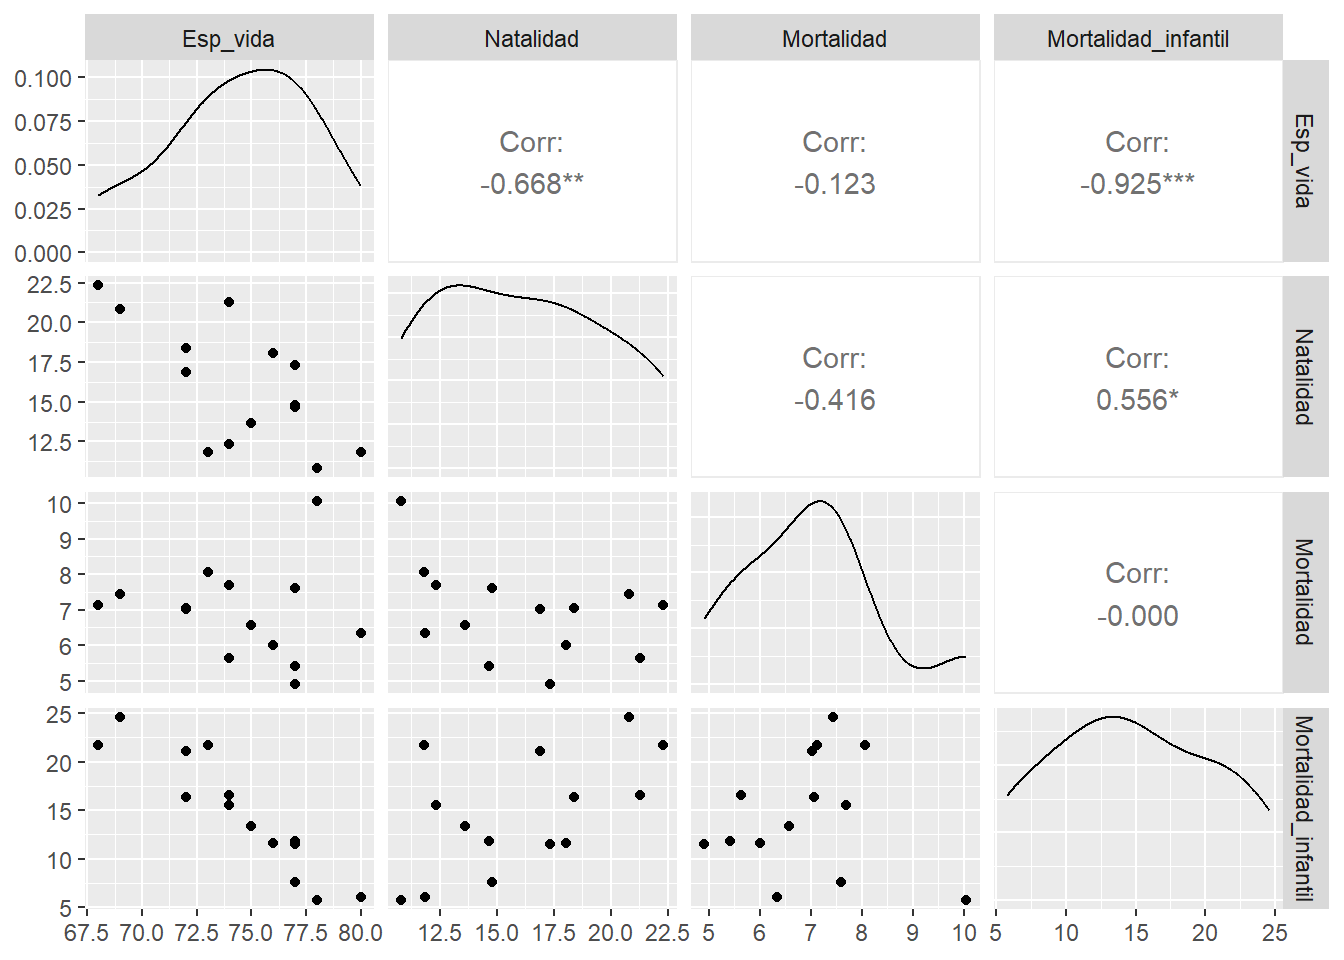 Esp_vida Natalidad Mortalidad Mortalidad_infantil
0.100
0.075
0.050
0.025
0.000
Corr:
-0.668**
Corr:
-0.123
Corr:
-0.925***
Esp_vida
22.5
20.0
17.5
15.0
12.5
Corr:
-0.416
Corr:
0.556*
Natalidad
10
9
8
7
6
5
Corr:
-0.000
Mortalidad
25
20
15
10
5
Mortalidad_infantil
67.5 70.0 72.5 75.0 77.5 80.0
12.5 15.0 17.5 20.0 22.5
5 6 7 8 9 10
5 10 15 20 25